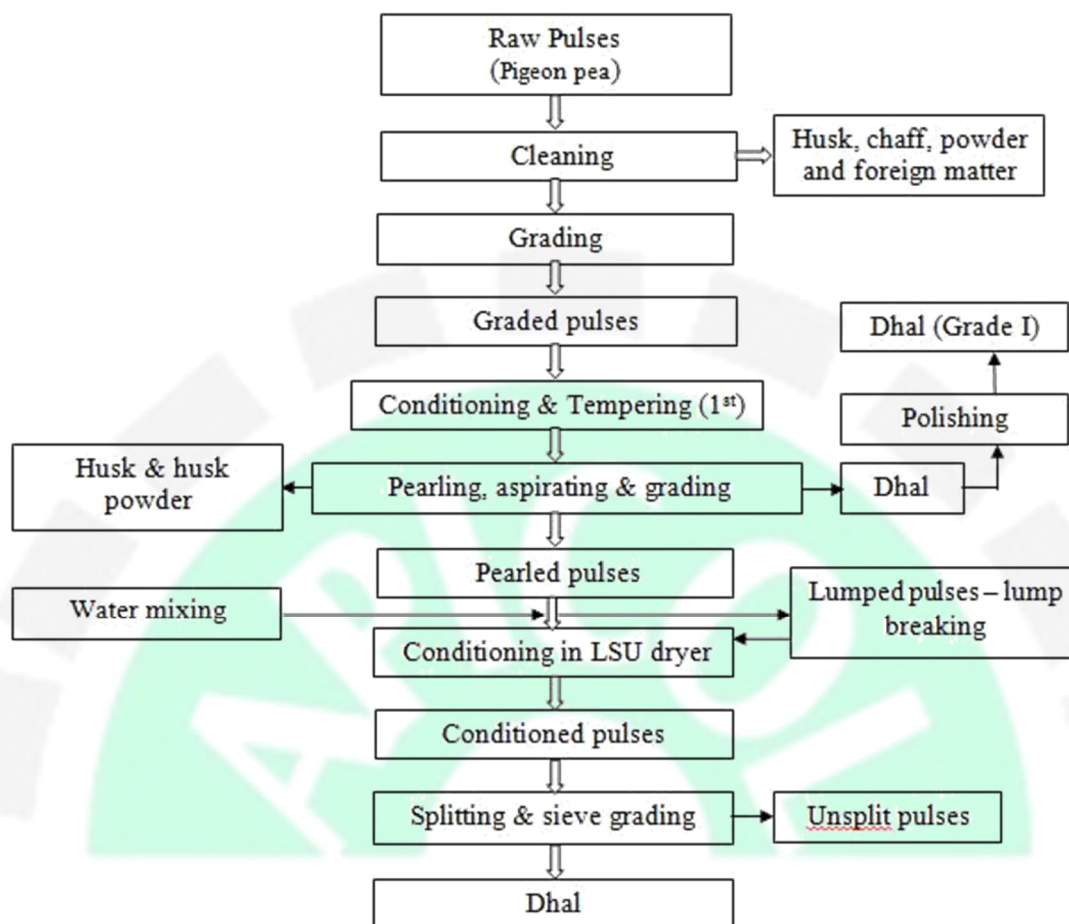 Raw Pulses
(Pigeon pea)
Cleaning
Husk, chaff, powder
and foreign matter
Grading
Graded pulses
Dhal (Grade I)
Conditioning & Tempering (1st)
Polishing
Husk & husk
powder
Pearling, aspirating & grading
Dhal
Pearled pulses
Water mixing
Lumped pulses – lump
breaking
Conditioning in LSU dryer
Conditioned pulses
Splitting & sieve grading
Unsplit pulses
Dhal